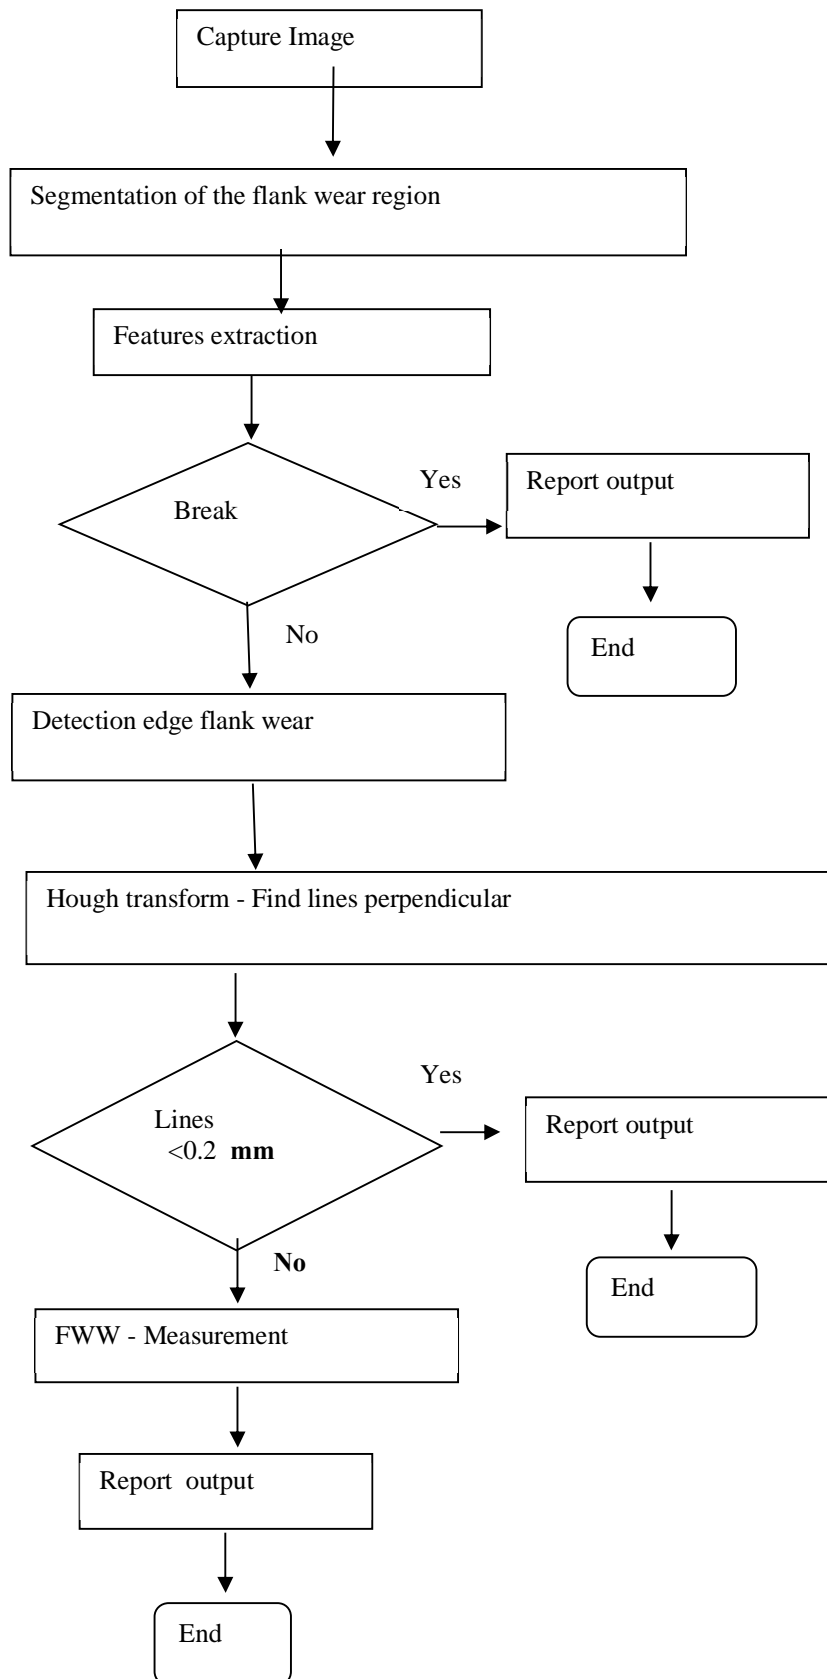 Capture Image
Segmentation of the flank wear region
Features extraction
Break
Yes
Report output
No
End
Detection edge flank wear
Hough transform - Find lines perpendicular
Yes
Lines
<0.2 mm
Report output
No
End
FWW - Measurement
Report output
End